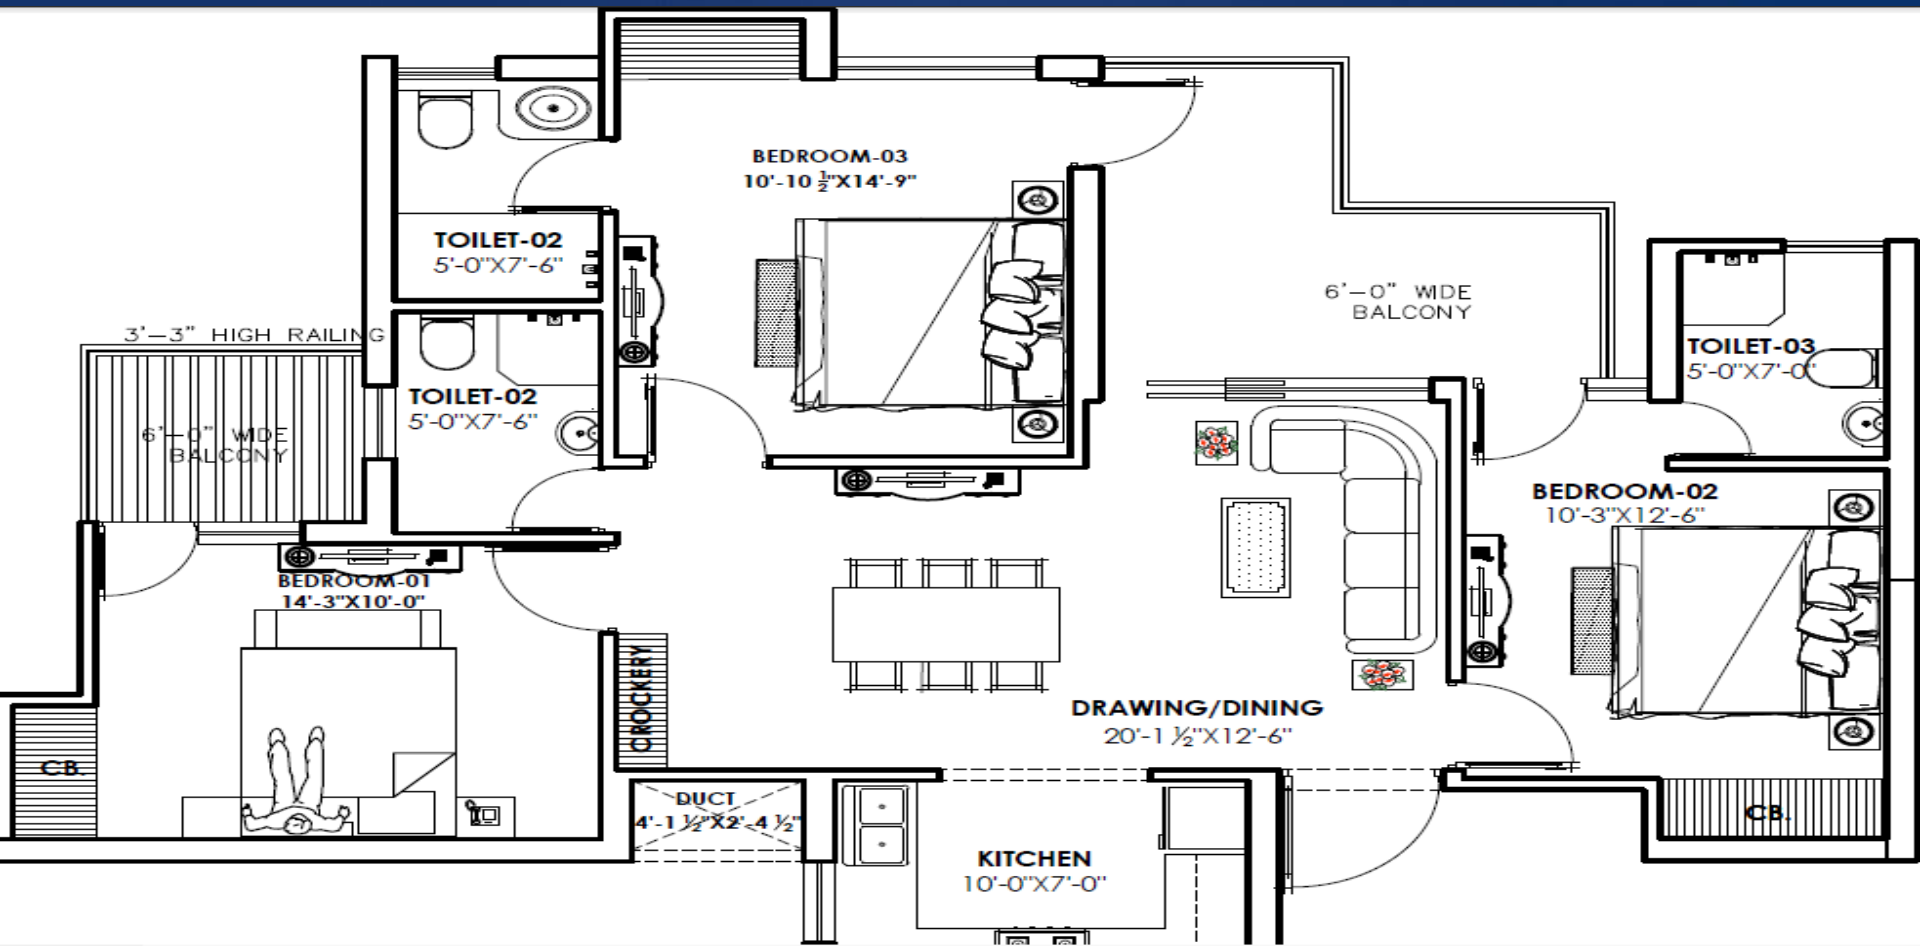 BEDROOM-03
10'-10 ½"X14'-9"
TOILET-02
5'-0"X7'-6"
6'-0" WIDE
BALCONY
3'-3" HIGH RAILING
TOILET-03
5'-0"X7'-0"
TOILET-02
5'-0"X7'-6"
6'-0" WIDE
BALCONY
BEDROOM-02
10'-3"X12'-6"
BEDROOM-01
14'-3"X10'-0"
CROCKERY
DRAWING/DINING
20'-1 ½"X12'-6"
CB.
DUCT
4'-1 ½"X2'-4 ½"
CB.
KITCHEN
10'-0"X7'-0"